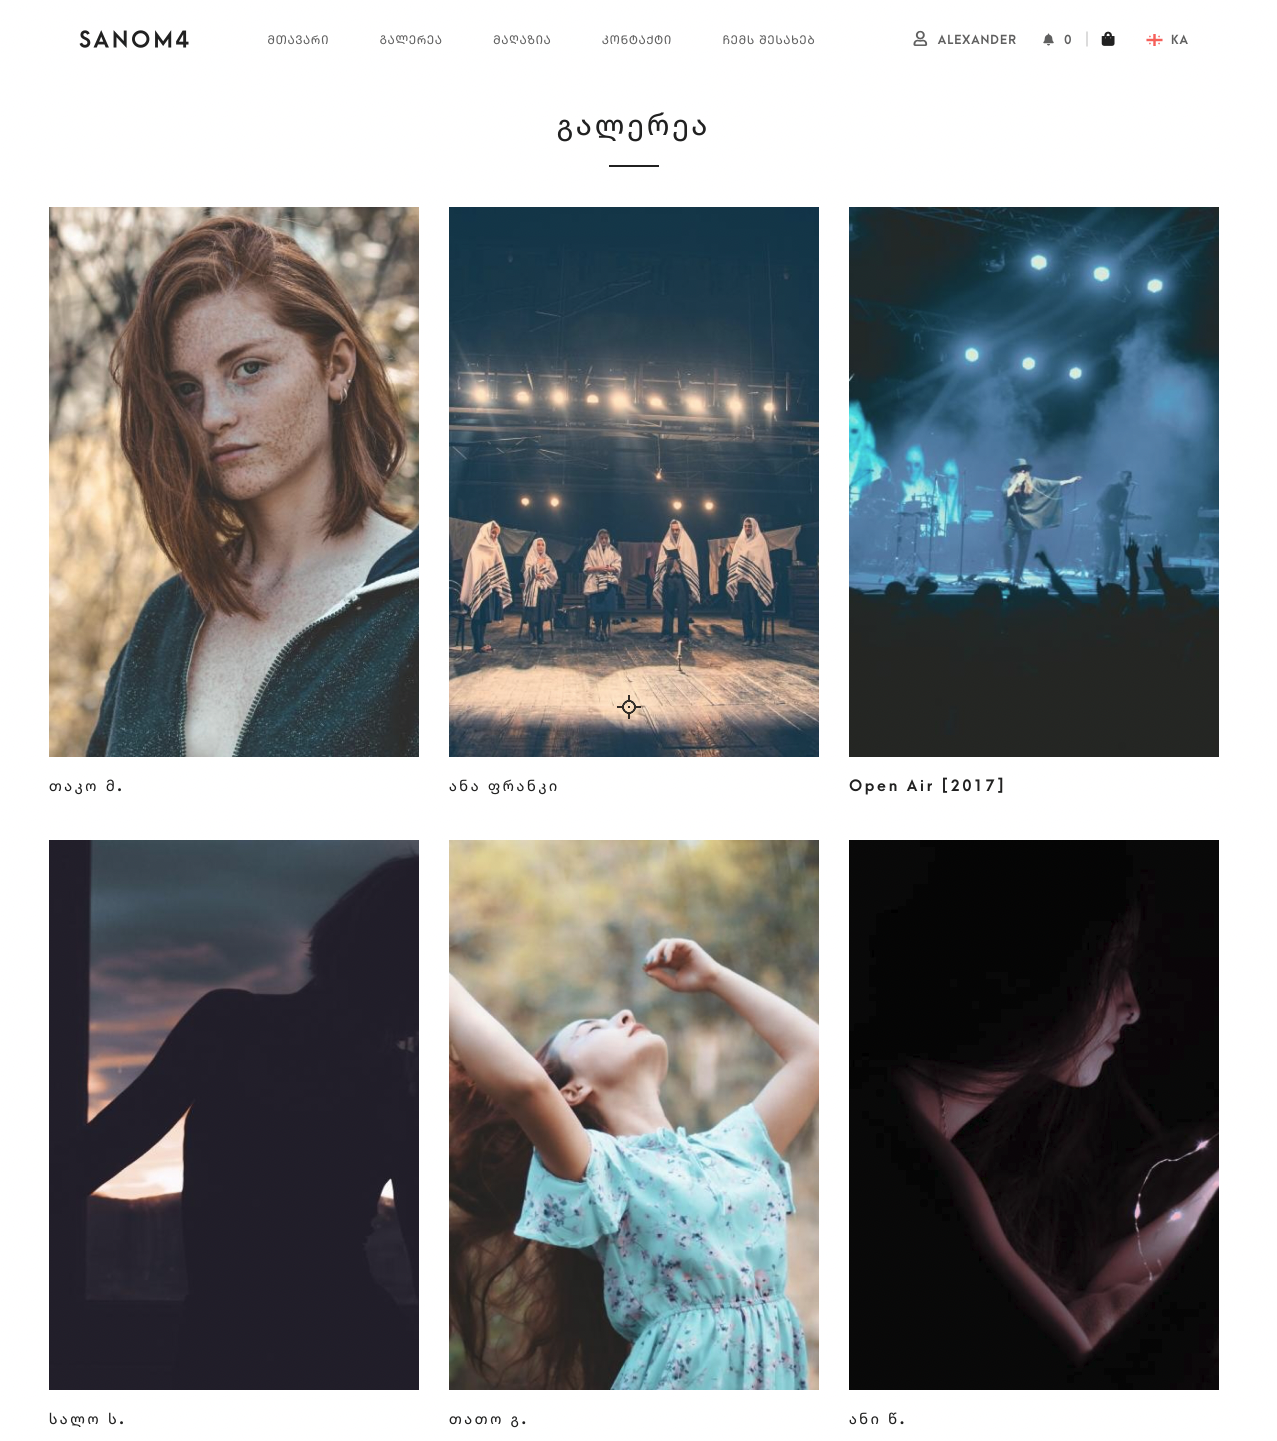 SANOM4 ᲛᲗᲐᲕᲐᲠᲘ ᲒᲐᲚᲔᲠᲔᲐ ᲛᲐᲦᲐᲖᲘᲐ ᲙᲝᲜᲢᲐᲥᲢᲘ ᲩᲔᲛᲡ ᲨᲔᲡᲐᲮᲔᲑ ALEXANDER 0 KA
გალერეა
თაკო მ. ანა ფრანკი Open Air [2017]
სალო ს. თათო გ. ანი წ.